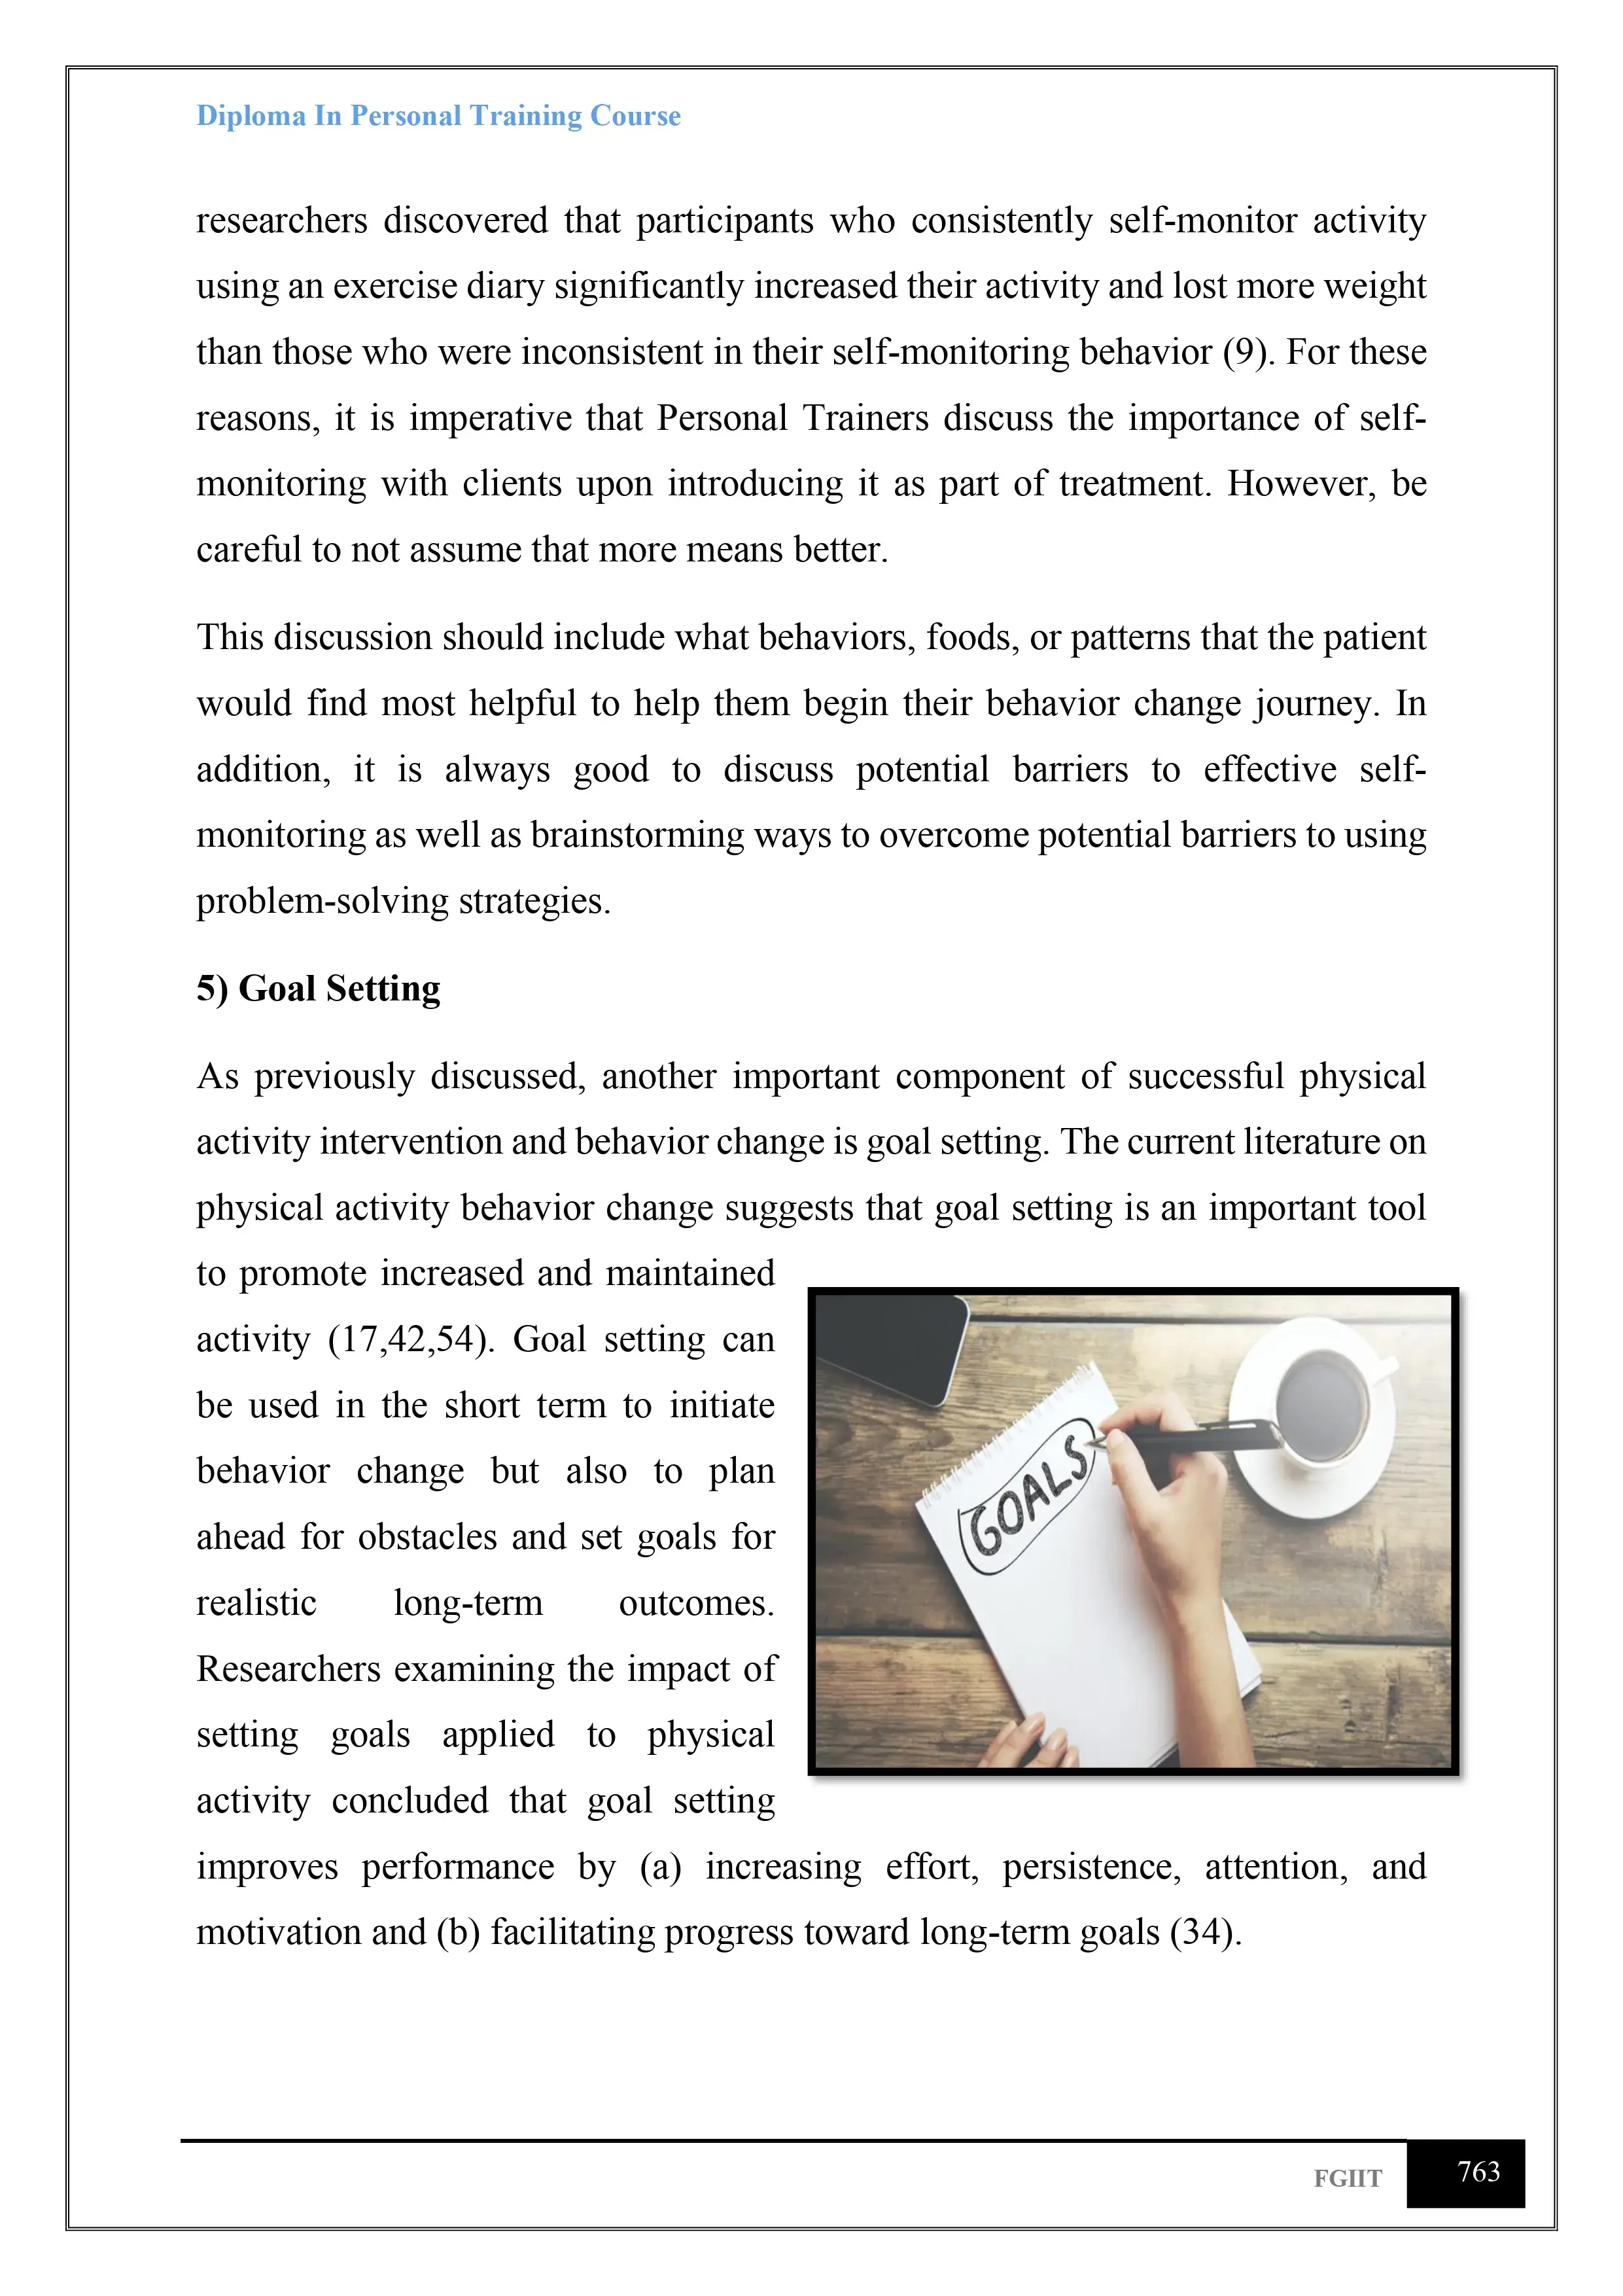 Diploma In Personal Training Course
researchers discovered that participants who consistently self-monitor activity
using an exercise diary significantly increased their activity and lost more weight
than those who were inconsistent in their self-monitoring behavior (9). For these
reasons, it is imperative that Personal Trainers discuss the importance of self-
monitoring with clients upon introducing it as part of treatment. However, be
careful to not assume that more means better.
This discussion should include what behaviors, foods, or patterns that the patient
would find most helpful to help them begin their behavior change journey. In
addition, it is always good to discuss potential barriers to effective self-
monitoring as well as brainstorming ways to overcome potential barriers to using
problem-solving strategies.
5) Goal Setting
As previously discussed, another important component of successful physical
activity intervention and behavior change is goal setting. The current literature on
physical activity behavior change suggests that goal setting is an important tool
to promote increased and maintained
activity (17,42,54). Goal setting can
be used in the short term to initiate
behavior change but also to plan
ahead for obstacles and set goals for
realistic long-term outcomes.
Researchers examining the impact of
setting goals applied to physical
activity concluded that goal setting
GOALS
improves performance by (a) increasing effort, persistence, attention, and
motivation and (b) facilitating progress toward long-term goals (34).
FGIIT
763